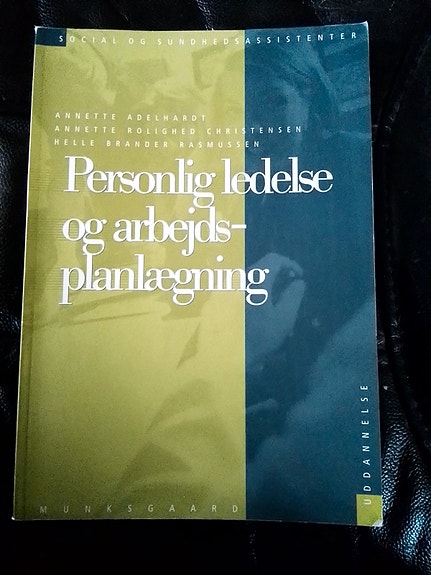 SOCIAL OG SUNDHEDSASSISTENTER
ANNETTE ADELHARDT
ANNETTE ROLIGHED CHRISTENSEN
HELLE BRANDER RASMUSSEN
Personlig ledelse
og arbejds-
planlægning
UDDANNELSE
MUNKSGAARD